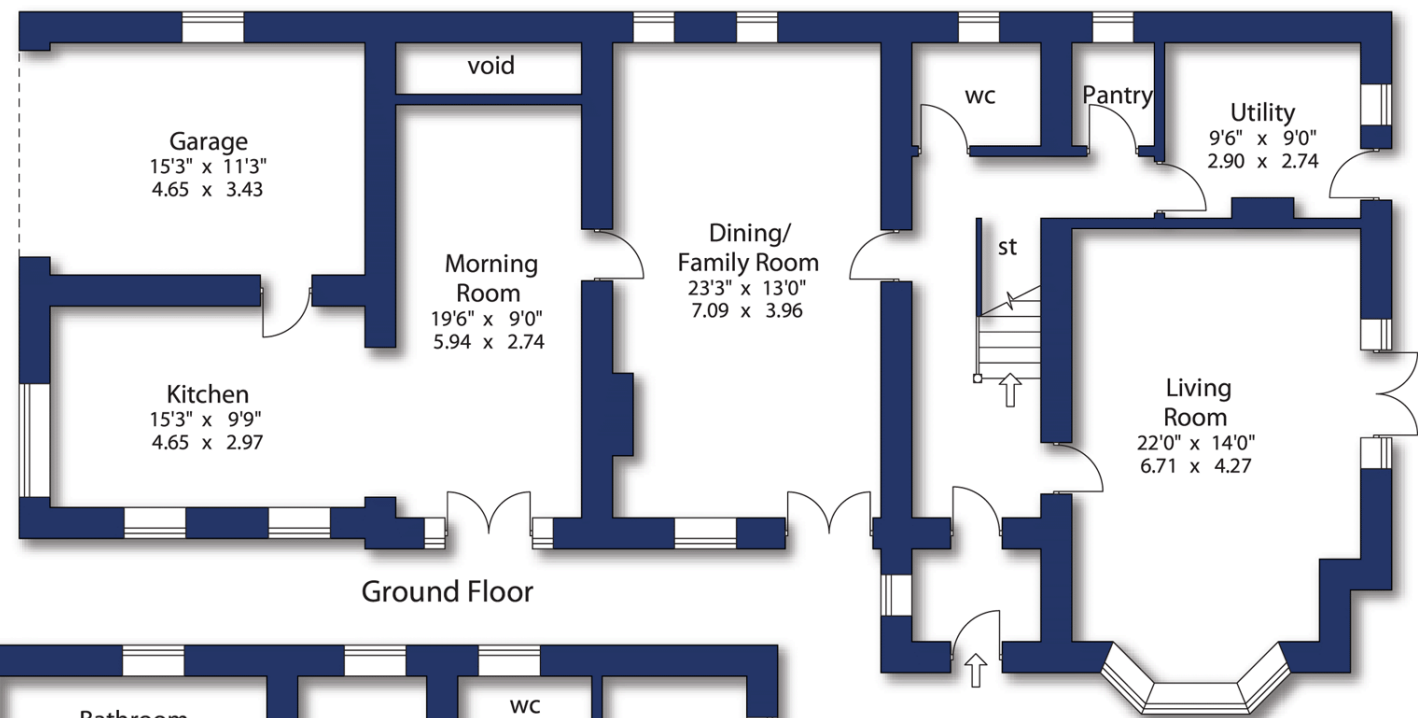 void
wc
Pantry
Utility
9'6" x 9'0"
2.90 x 2.74
Garage
15'3" x 11'3"
4.65 x 3.43
Dining/
Family Room
23'3" x 13'0"
7.09 x 3.96
st
Morning
Room
19'6" x 9'0"
5.94 x 2.74
Kitchen
15'3" x 9'9"
4.65 x 2.97
Living
Room
22'0" x 14'0"
6.71 x 4.27
Ground Floor
wc
Bathroom